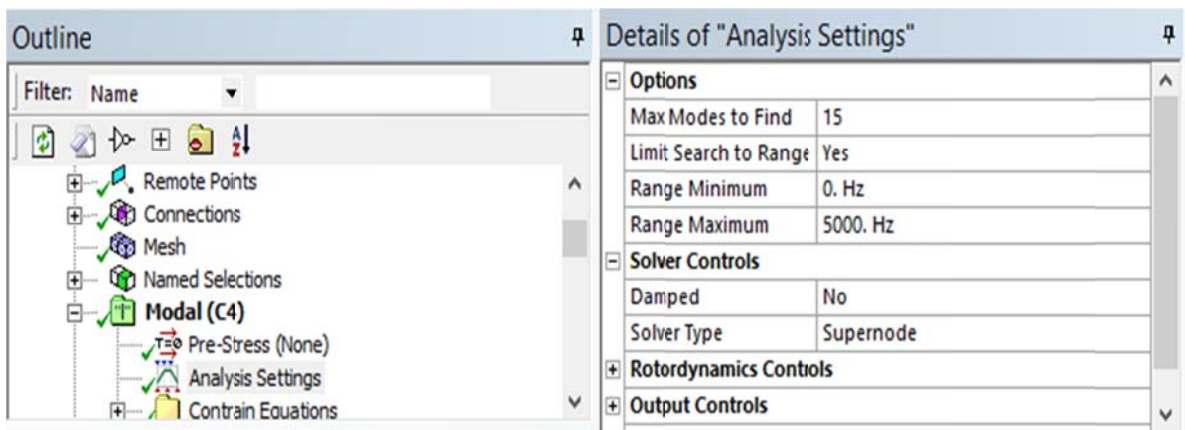 Outline
Filter: Name
Remote Points
Connections
Mesh
Named Selections
Modal (C4)
T=0 Pre-Stress (None)
Analysis Settings
Contrain Equations
Details of "Analysis Settings"
Options
Max Modes to Find 15
Limit Search to Range Yes
Range Minimum 0. Hz
Range Maximum 5000. Hz
Solver Controls
Damped No
Solver Type Supernode
Rotordynamics Controls
Output Controls